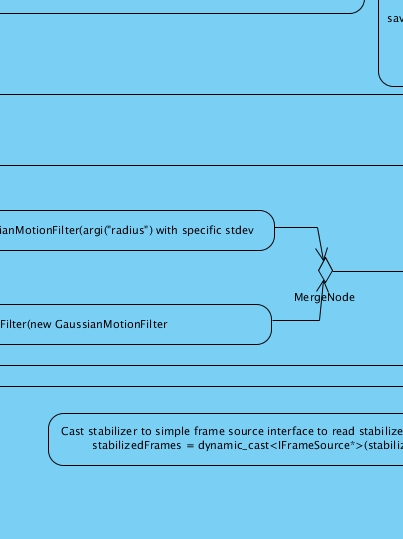 sav
ianMotionFilter(argi("radius") with specific stdev
MergeNode
Filter(new GaussianMotionFilter
Cast stabilizer to simple frame source interface to read stabilize
stabilizedFrames = dynamic_cast<IFrameSource*>(stabiliz